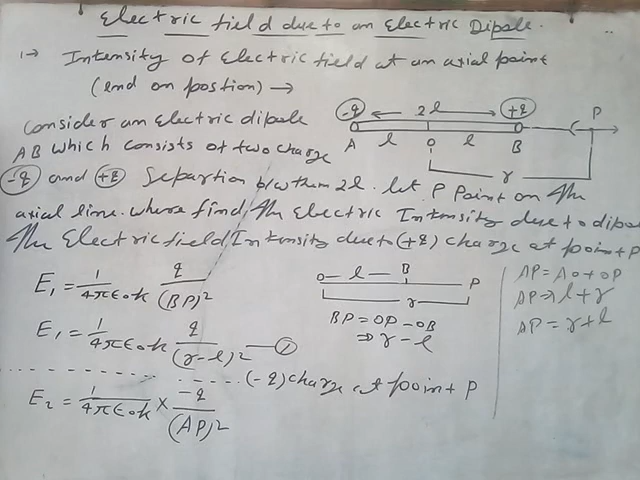 Electric field due to an Electric Dipole.
1→ Intensity of Electric field at an axial point
(end on postion) →
-q 2l +q P
A l O l B
r
Consider an Electric dipole
AB which consists of two charge
-q and +q Separtion b/w them 2l. let P Point on the
axial line. where find the Electric Intensity due to dipo
The Electric field Intensity due to (+q) charge at point P
E1 = 1/4πε0k q/(BP)2
O l B P
r
BP = OP - OB
⇒ r - l
AP = AO + OP
AP ⇒ l + r
AP = r + l
E1 = 1/4πε0k q/(r-l)2 — 1
(-q) charge at point P
E2 = 1/4πε0k × -q/(AP)2